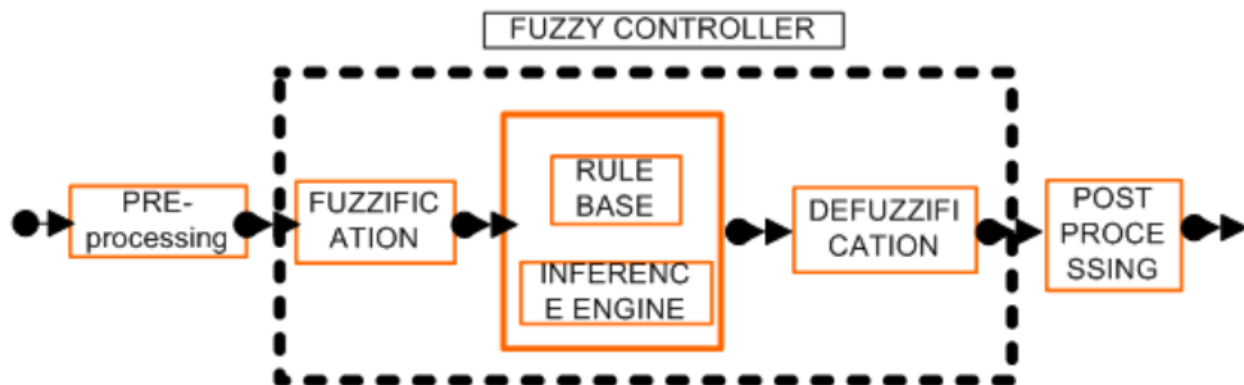 FUZZY CONTROLLER
PRE-
processing
FUZZIFIC
ATION
RULE
BASE
INFERENC
E ENGINE
DEFUZZIFI
CATION
POST
PROCE
SSING